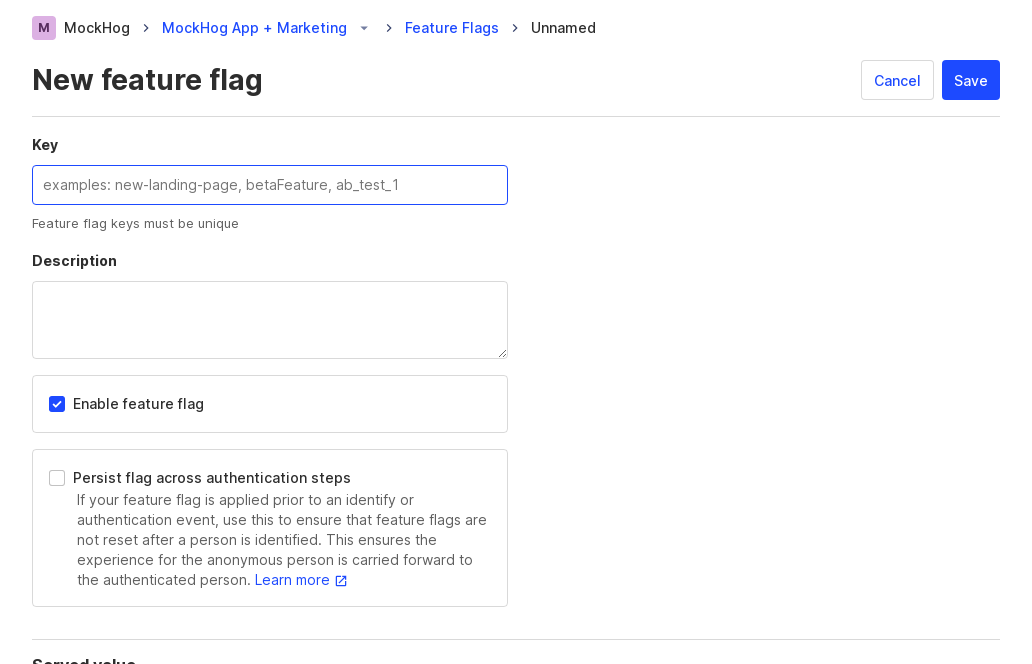 M MockHog MockHog App + Marketing Feature Flags Unnamed
New feature flag
Cancel Save
Key
examples: new-landing-page, betaFeature, ab_test_1
Feature flag keys must be unique
Description
Enable feature flag
Persist flag across authentication steps
If your feature flag is applied prior to an identify or
authentication event, use this to ensure that feature flags are
not reset after a person is identified. This ensures the
experience for the anonymous person is carried forward to
the authenticated person. Learn more
Served value